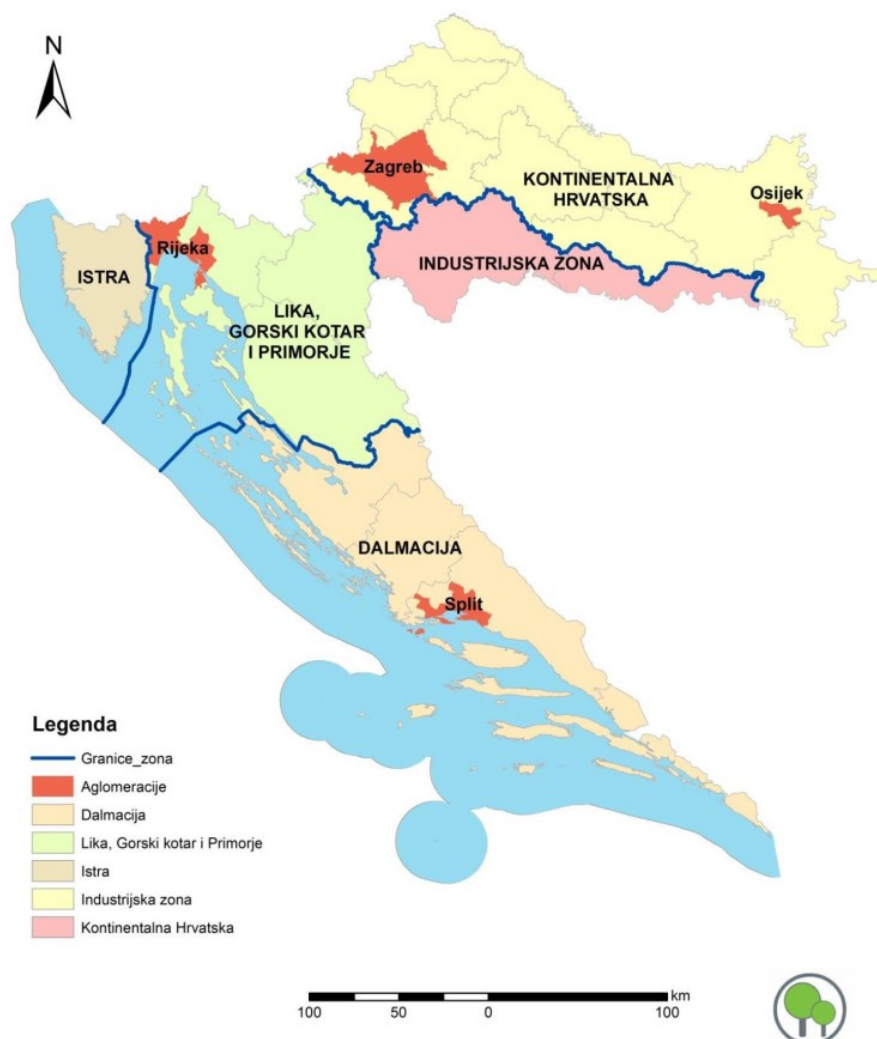 N
Zagreb
KONTINENTALNA
HRVATSKA
Osijek
Rijeka
ISTRA
INDUSTRIJSKA ZONA
LIKA,
GORSKI KOTAR
I PRIMORJE
DALMACIJA
Split
Legenda
Granice_zona
Aglomeracije
Dalmacija
Lika, Gorski kotar i Primorje
Istra
Industrijska zona
Kontinentalna Hrvatska
km
100 50 0 100